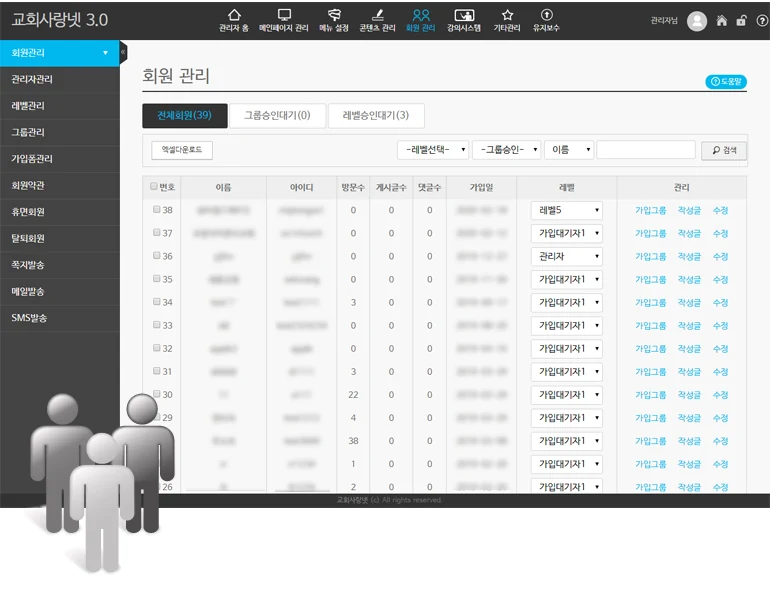 교회사랑넷 3.0
관리자 홈 메인페이지 관리 메뉴 설정 콘텐츠 관리 회원 관리 강의시스템 기타관리 유지보수
관리자님
회원관리 ▼ «
관리자관리
레벨관리
그룹관리
가입폼관리
회원약관
휴면회원
탈퇴회원
쪽지발송
메일발송
SMS발송
회원 관리
도움말
전체회원(39) 그룹승인대기(0) 레벨승인대기(3)
엑셀다운로드 -레벨선택- -그룹승인- 이름 검색
번호 이름 아이디 방문수 게시글수 댓글수 가입일 레벨 관리
38 0 0 0 레벨5 가입그룹 작성글 수정
37 0 0 0 가입대기자1 가입그룹 작성글 수정
36 0 0 0 관리자 가입그룹 작성글 수정
35 0 0 0 가입대기자1 가입그룹 작성글 수정
34 3 0 0 가입대기자1 가입그룹 작성글 수정
33 0 0 0 가입대기자1 가입그룹 작성글 수정
32 0 0 0 가입대기자1 가입그룹 작성글 수정
31 3 0 0 가입대기자1 가입그룹 작성글 수정
30 22 0 0 가입대기자1 가입그룹 작성글 수정
29 4 0 0 가입대기자1 가입그룹 작성글 수정
38 0 0 가입대기자1 가입그룹 작성글 수정
1 0 0 가입대기자1 가입그룹 작성글 수정
26 2 0 0 가입대기자1 가입그룹 작성글 수정
교회사랑넷 (c) All rights reserved.